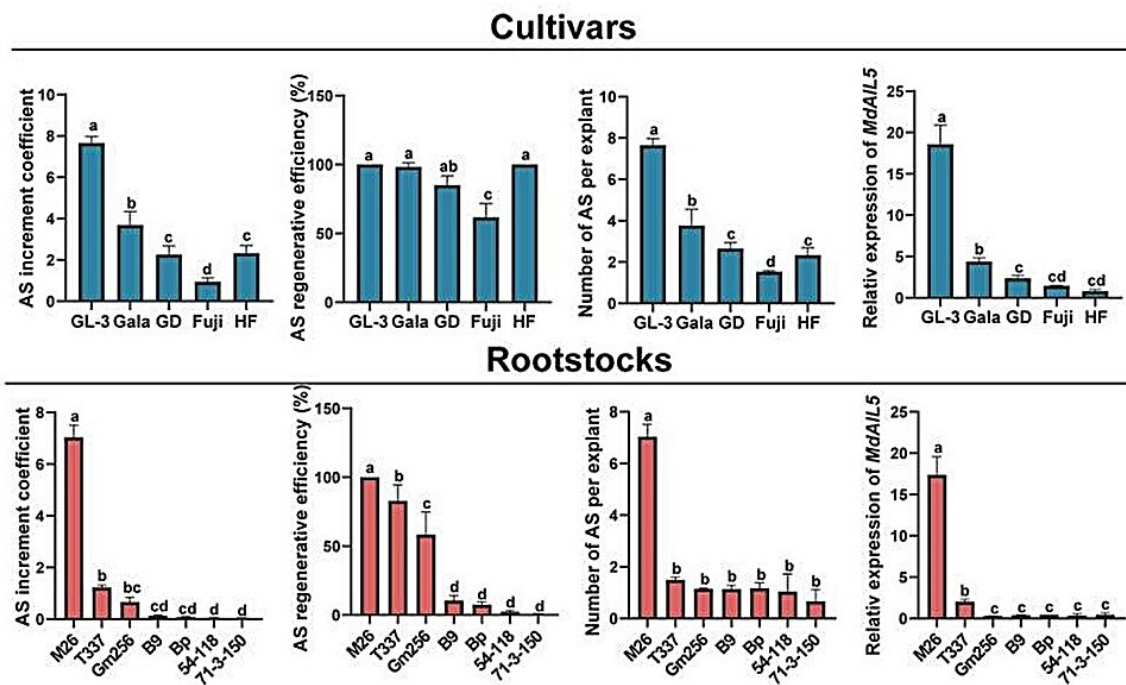 Cultivars
AS increment coefficient
10
8
6
4
2
0
a
b
c
d
c
GL-3 Gala GD Fuji HF
AS regenerative efficiency (%)
150
100
50
0
a
a
ab
c
a
GL-3 Gala GD Fuji HF
Number of AS per explant
10
8
6
4
2
0
a
b
c
d
c
GL-3 Gala GD Fuji HF
Relativ expression of MdAIL5
25
20
15
10
5
0
a
b
c
cd
cd
GL-3 Gala GD Fuji HF
Rootstocks
AS increment coefficient
8
6
4
2
0
a
b
bc
cd
cd
d
d
M26 T337 Gm256 B9 Bp 54-118 71-3-150
AS regenerative efficiency (%)
150
100
50
0
a
b
c
d
d
d
d
M26 T337 Gm256 B9 Bp 54-118 71-3-150
Number of AS per explant
8
6
4
2
0
a
b
b
b
b
b
b
M26 T337 Gm256 B9 Bp 54-118 71-3-150
Relativ expression of MdAIL5
25
20
15
10
5
0
a
b
c
c
c
c
c
M26 T337 Gm256 B9 Bp 54-118 71-3-150